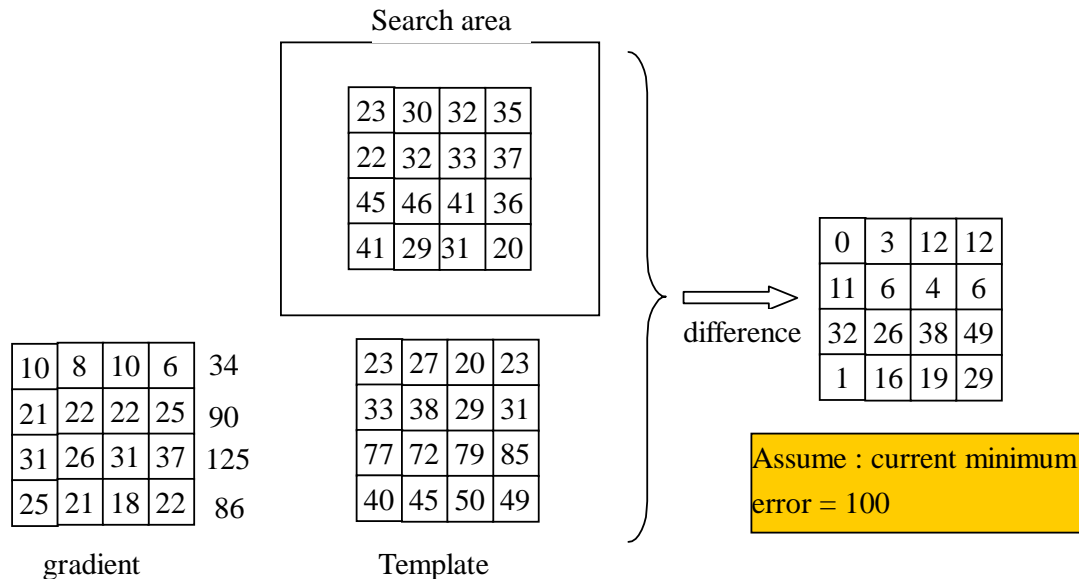 Search area
23 30 32 35
22 32 33 37
45 46 41 36
41 29 31 20
difference
0 3 12 12
11 6 4 6
32 26 38 49
1 16 19 29
10 8 10 6 34
21 22 22 25 90
31 26 31 37 125
25 21 18 22 86
gradient
23 27 20 23
33 38 29 31
77 72 79 85
40 45 50 49
Template
Assume : current minimum
error = 100